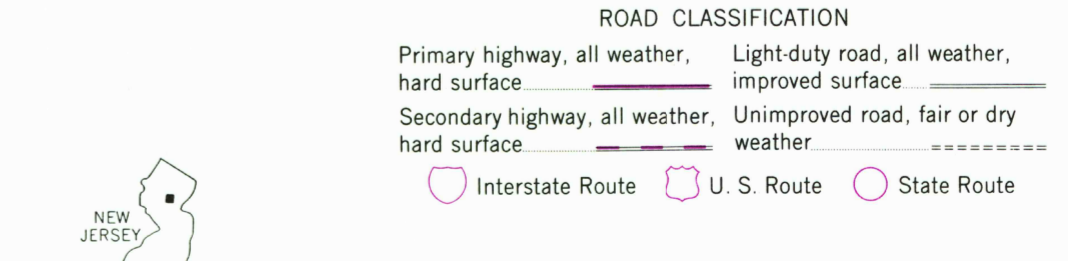 ROAD CLASSIFICATION
Primary highway, all weather,
hard surface
Light-duty road, all weather,
improved surface
Secondary highway, all weather,
hard surface
Unimproved road, fair or dry
weather
Interstate Route
U. S. Route
State Route
NEW
JERSEY